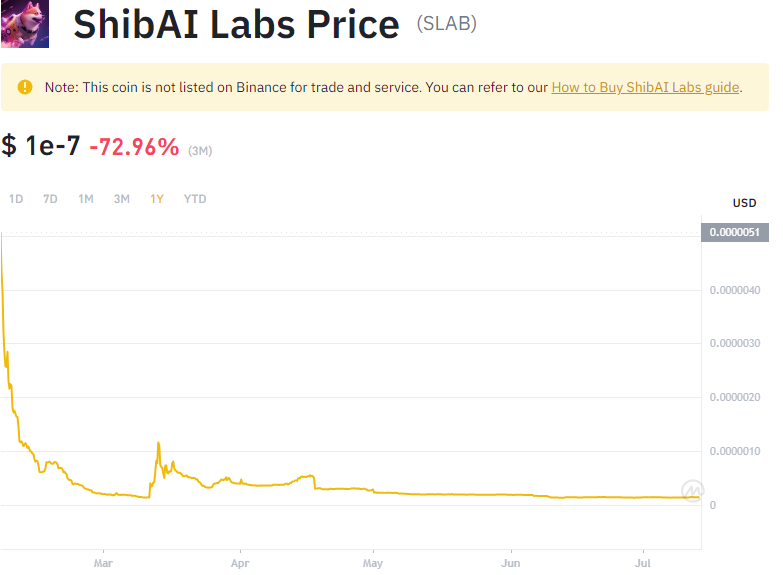 ShibAI Labs Price (SLAB)
Note: This coin is not listed on Binance for trade and service. You can refer to our How to Buy ShibAI Labs guide.
$ 1e-7 -72.96% (3M)
1D 7D 1M 3M 1Y YTD
USD
0.0000051
0.0000040
0.0000030
0.0000020
0.0000010
0
Mar Apr May Jun Jul